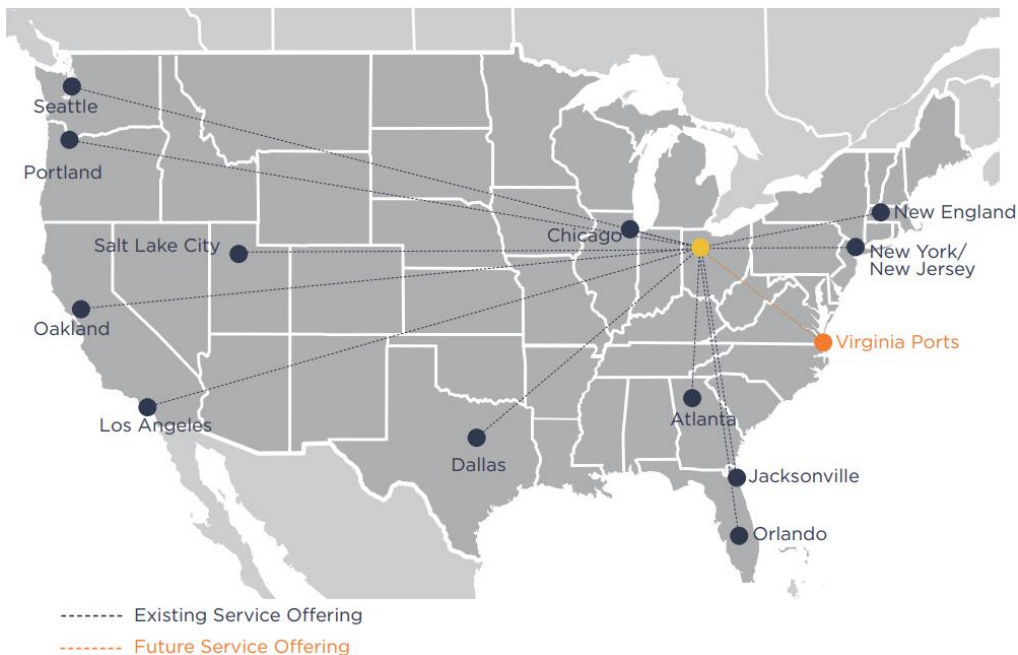 Seattle
Portland
Salt Lake City
Oakland
Los Angeles
Chicago
New England
New York/
New Jersey
Virginia Ports
Atlanta
Dallas
Jacksonville
Orlando
Existing Service Offering
Future Service Offering